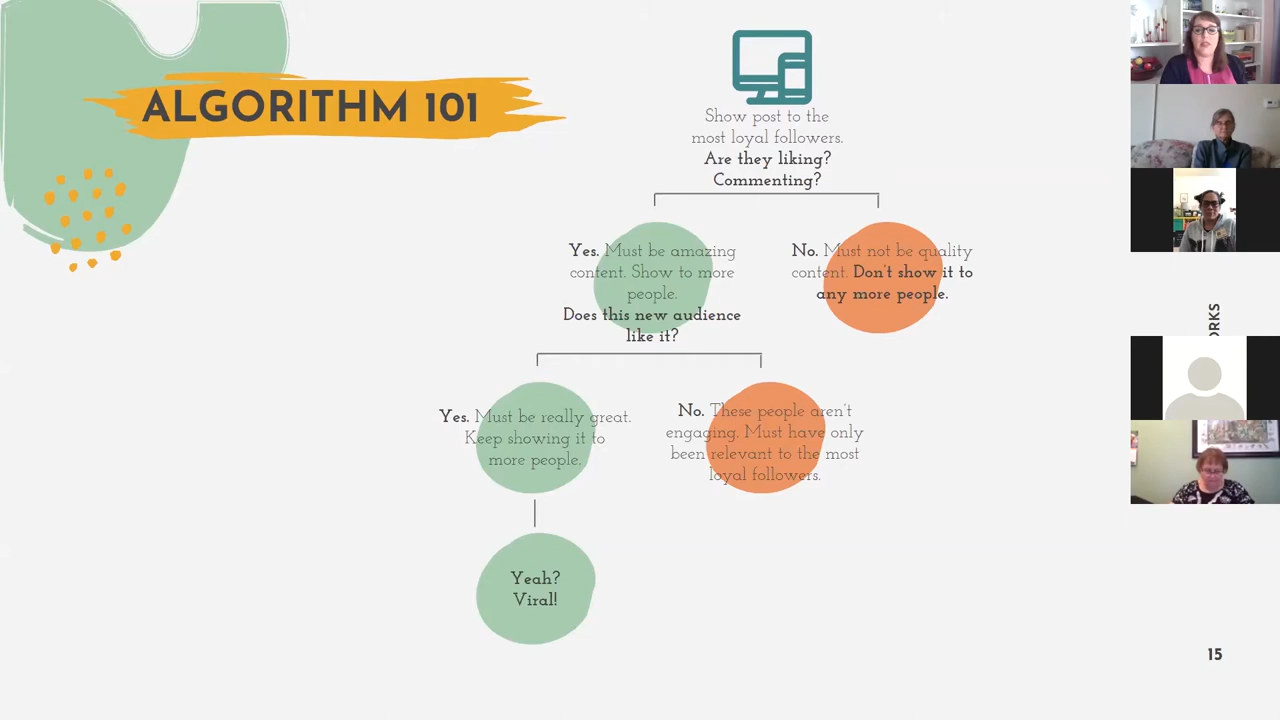 ALGORITHM 101
Show post to the
most loyal followers.
Are they liking?
Commenting?
Yes. Must be amazing
content. Show to more
people.
Does this new audience
like it?
No. Must not be quality
content. Don't show it to
any more people.
Yes. Must be really great.
Keep showing it to
more people.
No. These people aren't
engaging. Must have only
been relevant to the most
loyal followers.
Yeah?
Viral!
ORKS
15